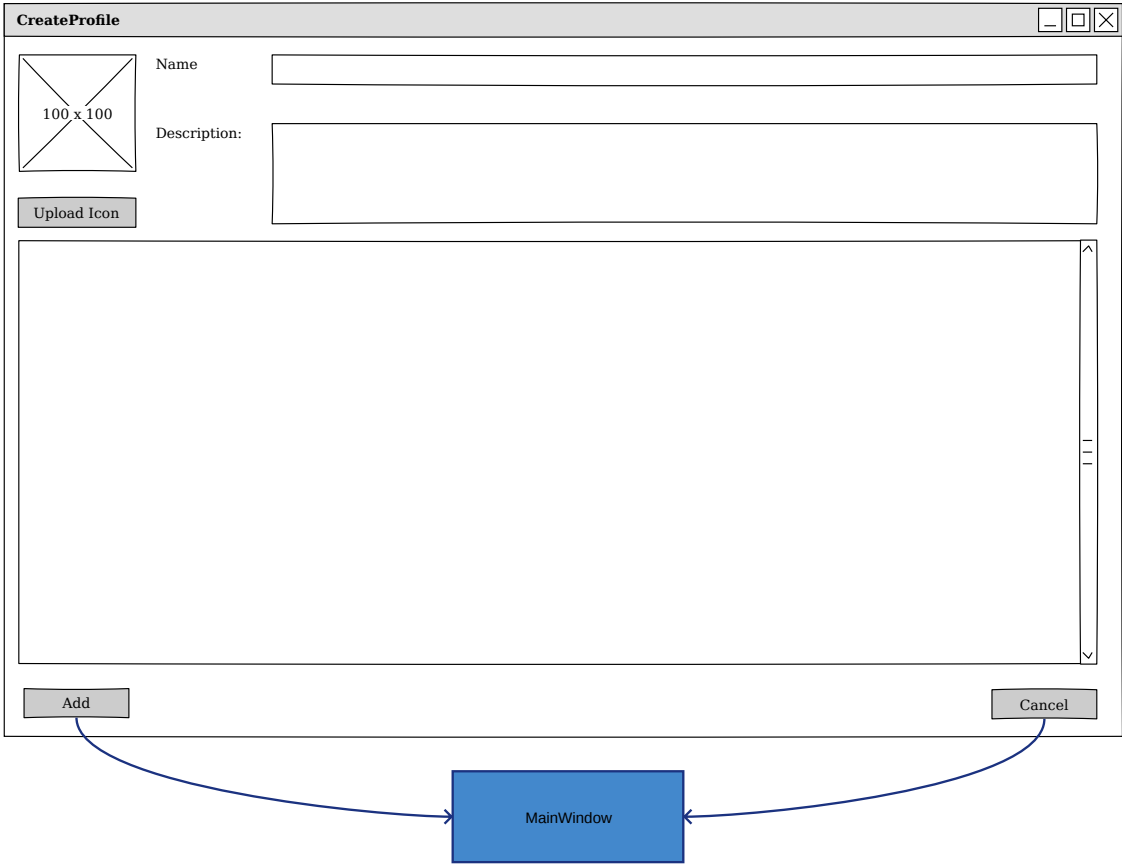 CreateProfile
Name
100 x 100
Description:
Upload Icon
Add
Cancel
MainWindow